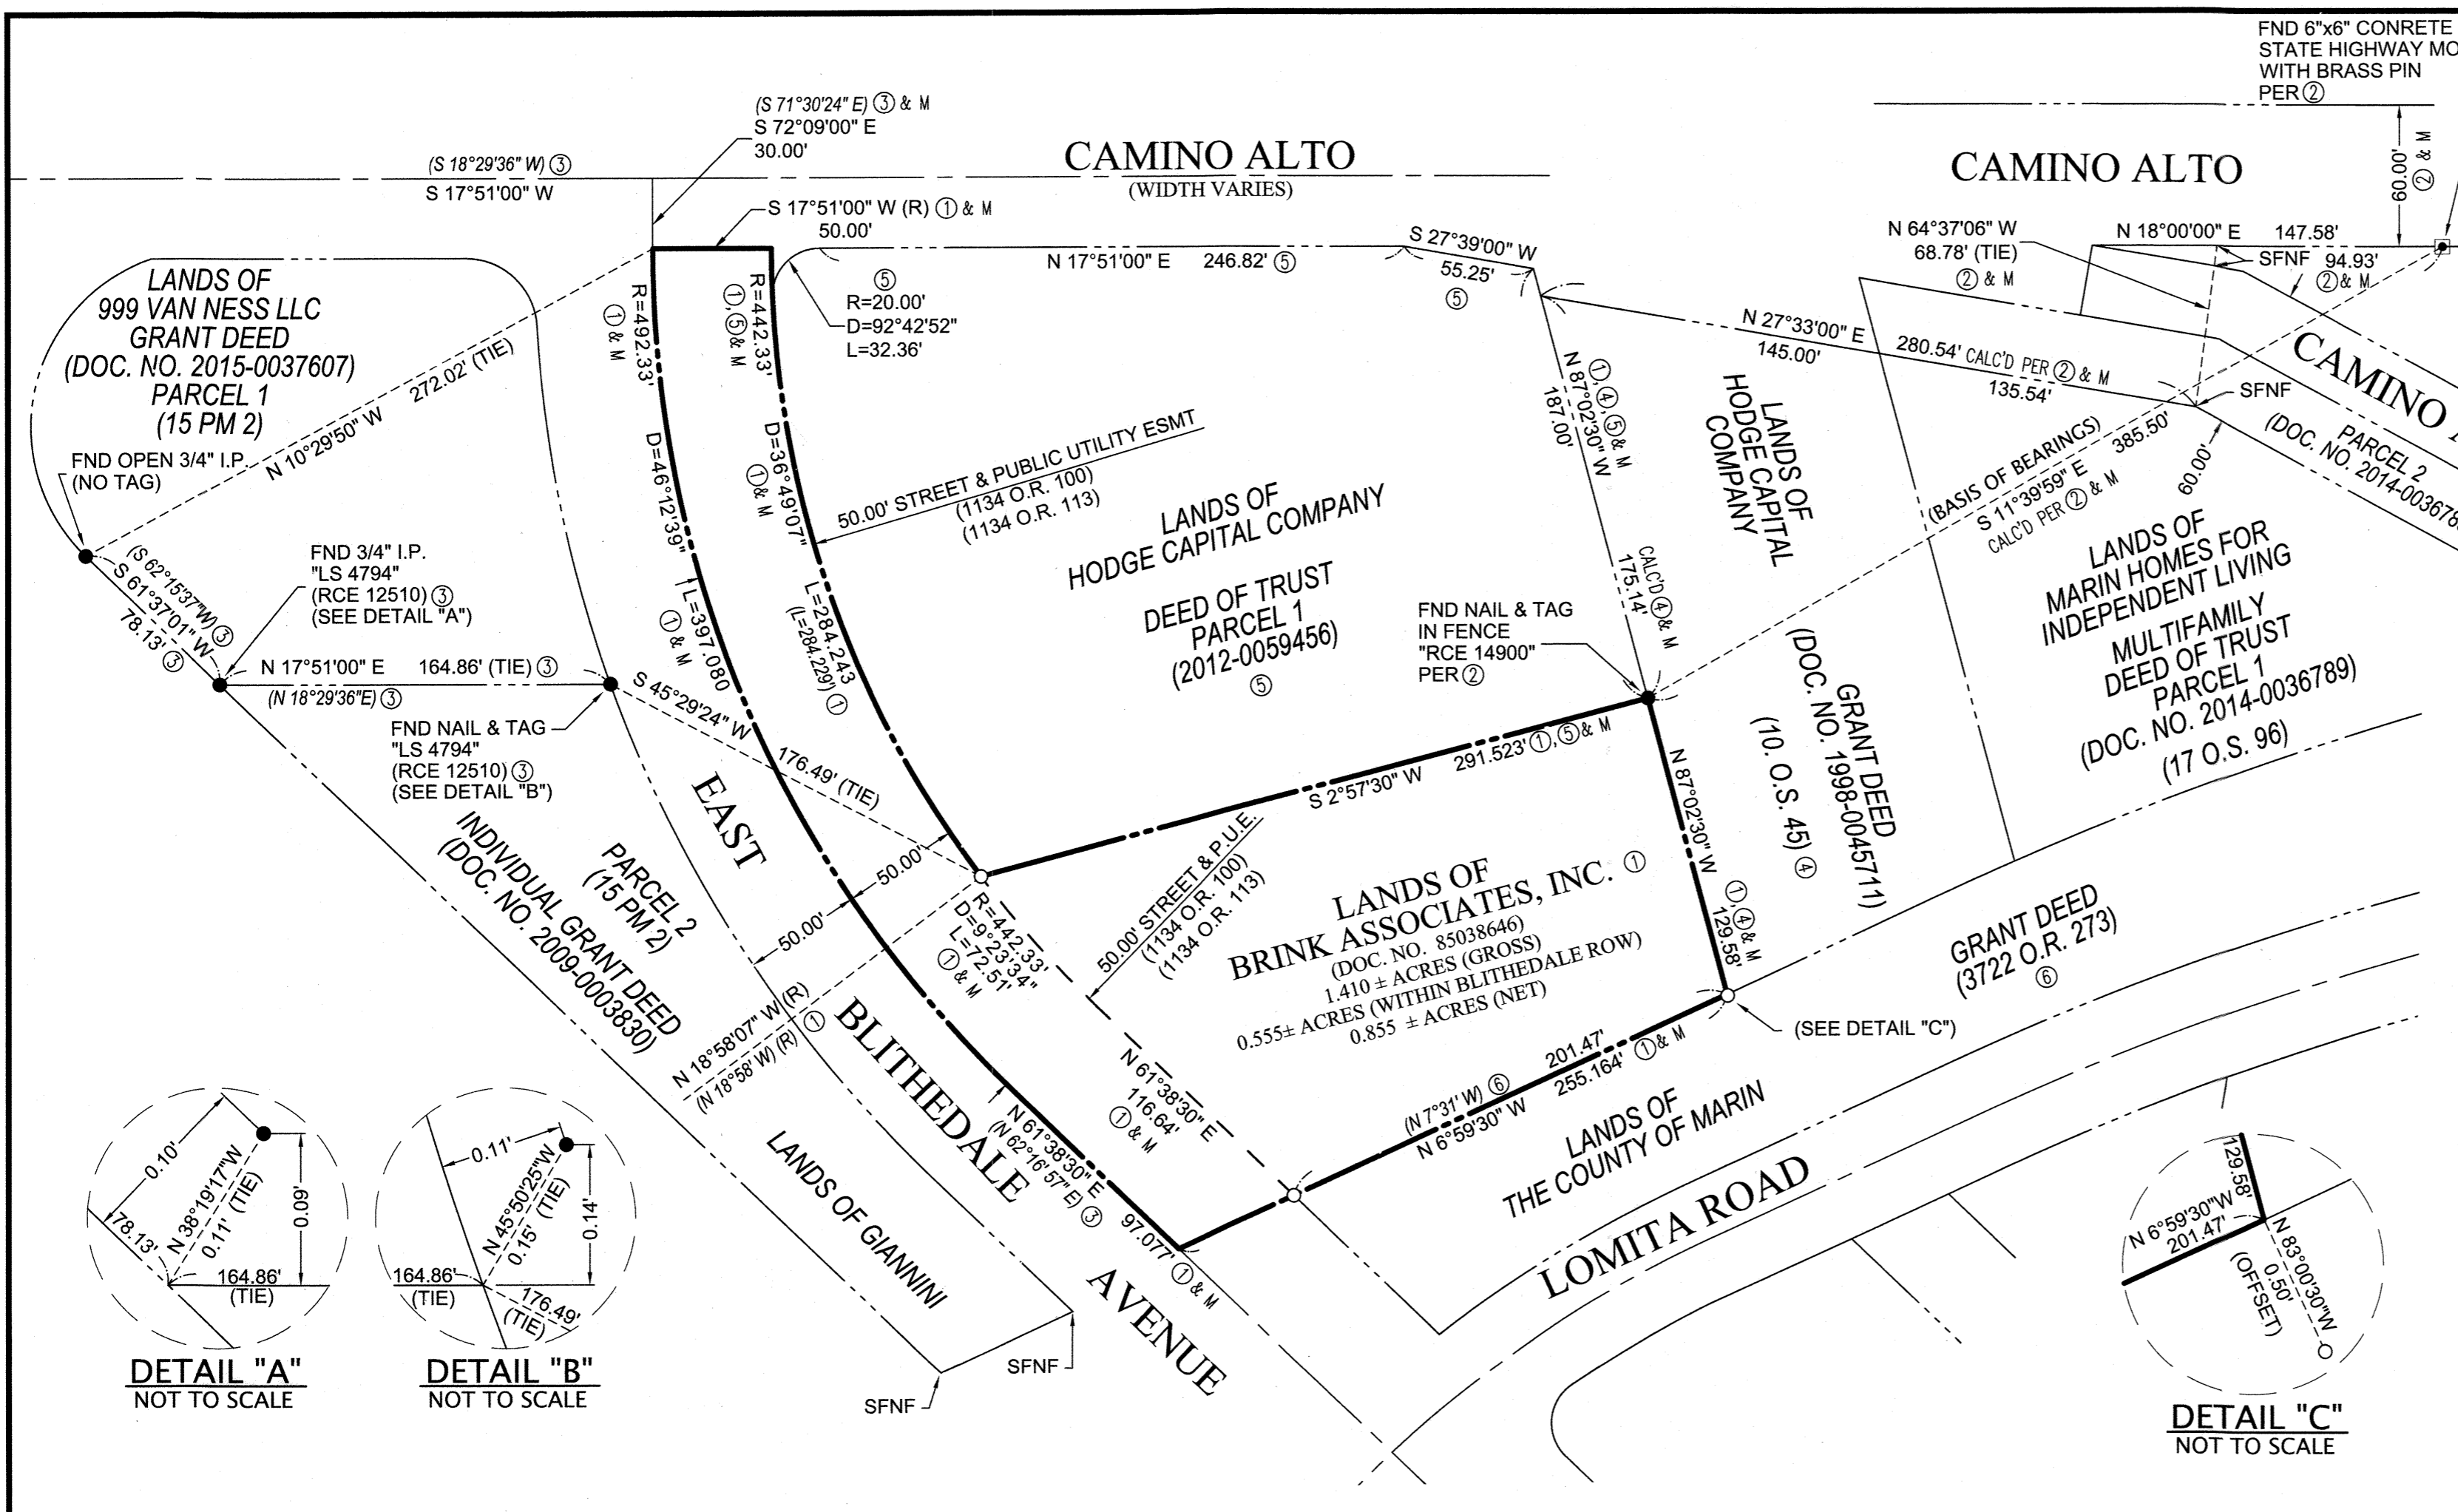 FND 6"x6" CONRETE
STATE HIGHWAY MO
WITH BRASS PIN
PER ②
(S 71°30'24" E) ③ & M
S 72°09'00" E
30.00'
CAMINO ALTO
(WIDTH VARIES)
CAMINO ALTO
60.00'
② & M
(S 18°29'36" W) ③
S 17°51'00" W
S 17°51'00" W (R) ① & M
50.00'
N 17°51'00" E 246.82' ⑤
S 27°39'00" W
55.25'
⑤
N 64°37'06" W
68.78' (TIE)
② & M
N 18°00'00" E 147.58'
SFNF 94.93'
② & M
⑤
R=20.00'
D=92°42'52"
L=32.36'
LANDS OF
999 VAN NESS LLC
GRANT DEED
(DOC. NO. 2015-0037607)
PARCEL 1
(15 PM 2)
N 10°29'50" W 272.02' (TIE)
FND OPEN 3/4" I.P.
(NO TAG)
R=492.33'
① & M
D=46°12'39"
L=397.080
① & M
R=442.33'
①,⑤ & M
D=36°49'07"
① & M
L=284.243
(L=284.229') ①
50.00' STREET & PUBLIC UTILITY ESMT
(1134 O.R. 100)
(1134 O.R. 113)
LANDS OF
HODGE CAPITAL COMPANY
DEED OF TRUST
PARCEL 1
(2012-0059456)
⑤
①,④,⑤ & M
N 87°02'30" W
187.00'
CALC'D ④ & M
175.14'
N 27°33'00" E
145.00'
280.54' CALC'D PER ② & M
135.54'
SFNF
CAMINO A
PARCEL 2
(DOC. NO. 2014-003678
60.00'
LANDS OF
HODGE CAPITAL
COMPANY
(BASIS OF BEARINGS)
S 11°39'59" E 385.50'
CALC'D PER ② & M
LANDS OF
MARIN HOMES FOR
INDEPENDENT LIVING
MULTIFAMILY
DEED OF TRUST
PARCEL 1
(DOC. NO. 2014-0036789)
(17 O.S. 96)
GRANT DEED
(DOC. NO. 1998-0045711)
(10. O.S. 45) ④
(S 62°15'37"W) ③
S 61°37'01" W
78.13' ③
FND 3/4" I.P.
"LS 4794"
(RCE 12510) ③
(SEE DETAIL "A")
N 17°51'00" E 164.86' (TIE) ③
(N 18°29'36"E) ③
FND NAIL & TAG
"LS 4794"
(RCE 12510) ③
(SEE DETAIL "B")
S 45°29'24" W 176.49' (TIE)
FND NAIL & TAG
IN FENCE
"RCE 14900"
PER ②
S 2°57'30" W 291.523' ①,⑤ & M
N 87°02'30" W 129.58'
①,④ & M
EAST
BLITHEDALE
AVENUE
50.00'
50.00'
INDIVIDUAL GRANT DEED
(DOC. NO. 2009-0003830)
PARCEL 2
(15 PM 2)
R=442.33'
D=9°23'34"
L=72.51'
① & M
50.00' STREET & P.U.E.
(1134 O.R. 100)
(1134 O.R. 113)
LANDS OF
BRINK ASSOCIATES, INC. ①
(DOC. NO. 85038646)
1.410 ± ACRES (GROSS)
0.555± ACRES (WITHIN BLITHEDALE ROW)
0.855 ± ACRES (NET)
GRANT DEED
(3722 O.R. 273)
⑥
(SEE DETAIL "C")
N 18°58'07" W (R)
(N 18°58' W) (R) ①
N 61°38'30" E
116.64'
① & M
N 61°38'30" E 97.077' ① & M
(N 62°16'57" E) ③
(N 7°31' W) ⑥ 201.47'
N 6°59'30" W 255.164' ① & M
LANDS OF
THE COUNTY OF MARIN
LOMITA ROAD
LANDS OF GIANNINI
SFNF
SFNF
0.10'
N 38°19'17"W
0.11' (TIE)
0.09'
78.13'
164.86'
(TIE)
DETAIL "A"
NOT TO SCALE
0.11'
N 45°50'25"W
0.15' (TIE)
0.14'
164.86'
(TIE)
176.49'
(TIE)
DETAIL "B"
NOT TO SCALE
129.58'
N 6°59'30"W
201.47'
N 83°00'30"W
0.50'
(OFFSET)
DETAIL "C"
NOT TO SCALE